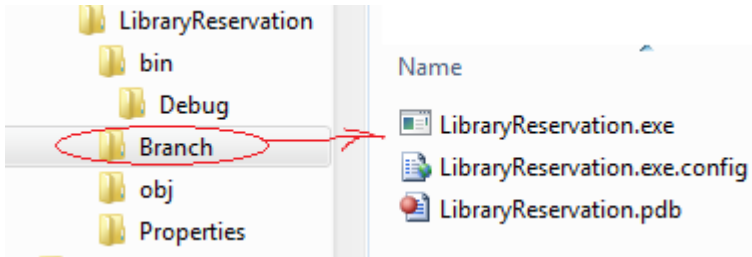 LibraryReservation
bin
Debug
Branch
obj
Properties
Name
LibraryReservation.exe
LibraryReservation.exe.config
LibraryReservation.pdb